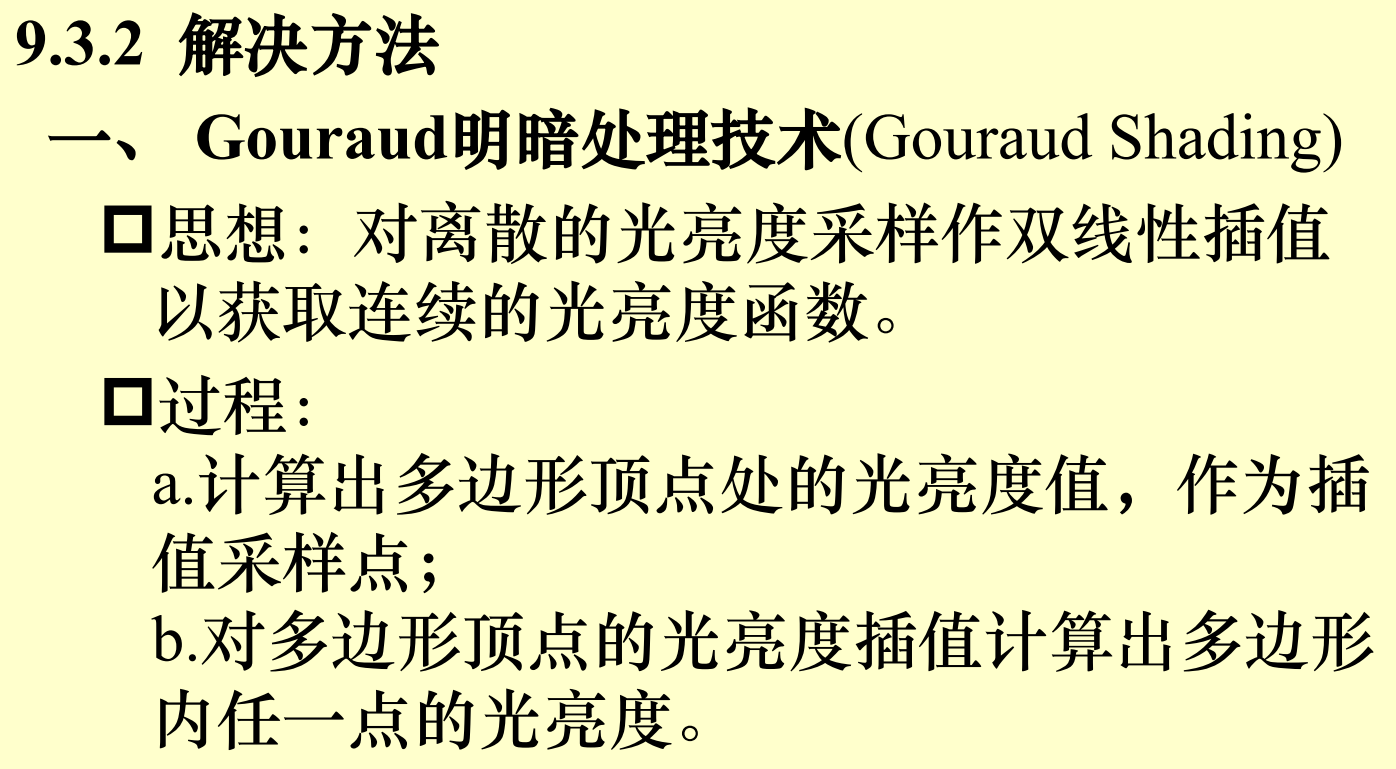 9.3.2 解决方法
一、 Gouraud明暗处理技术(Gouraud Shading)
思想：对离散的光亮度采样作双线性插值
以获取连续的光亮度函数。
过程：
a.计算出多边形顶点处的光亮度值，作为插
值采样点；
b.对多边形顶点的光亮度插值计算出多边形
内任一点的光亮度。